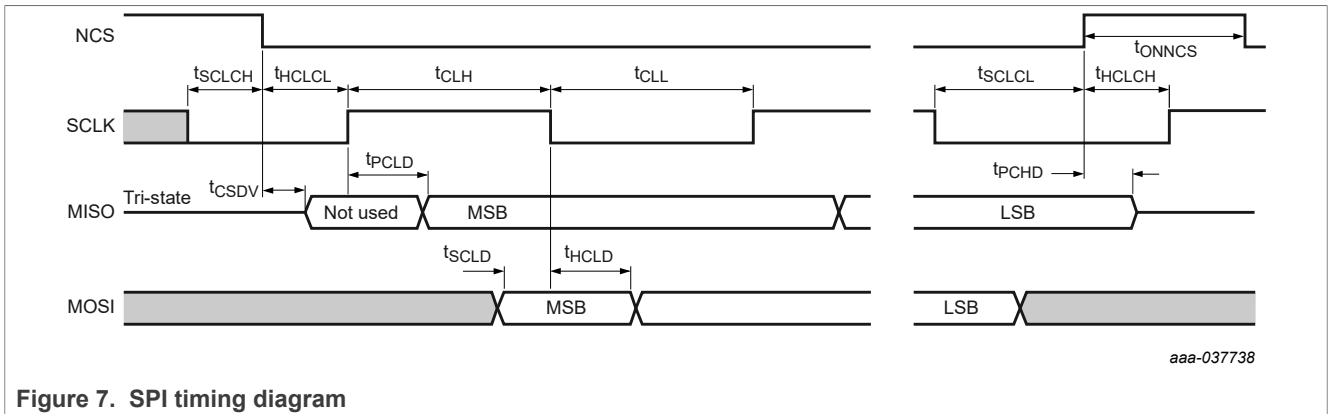 NCS
tONNCS
tSCLCH tHCLCL tCLH tCLL tSCLCL tHCLCH
SCLK
tPCLD tPCHD
tCSDV
Tri-state
MISO Not used MSB LSB
tSCLD tHCLD
MOSI MSB LSB
aaa-037738
Figure 7. SPI timing diagram